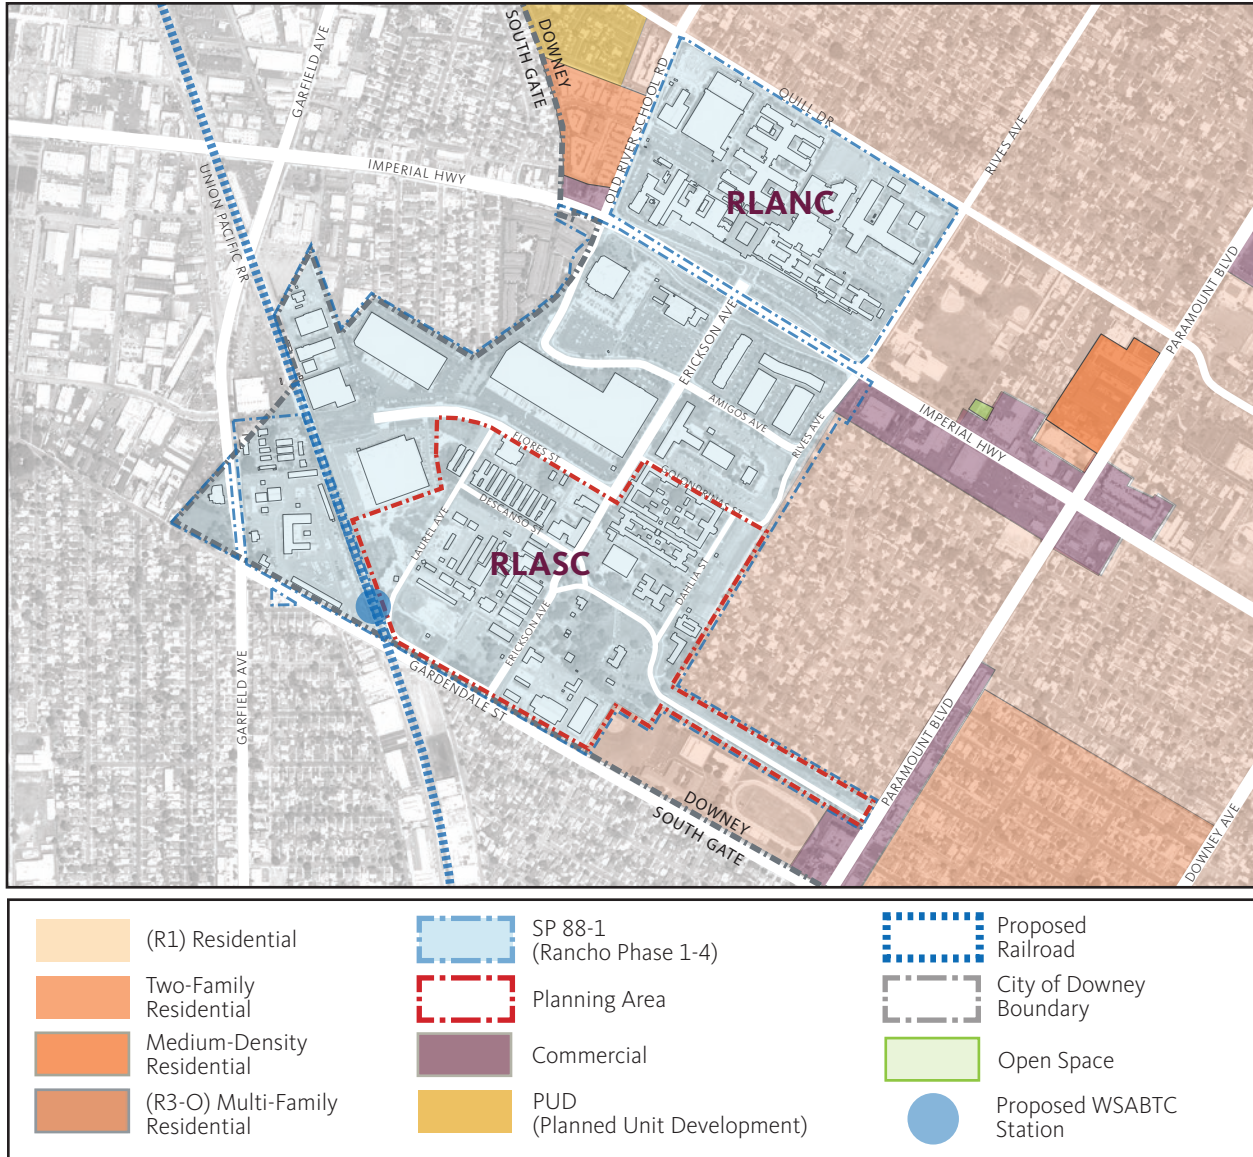 GARFIELD AVE
DOWNEY
SOUTH GATE
OLD RIVER SCHOOL RD
QUILL DR
RIVES AVE
IMPERIAL HWY
UNION PACIFIC RR
RLANC
PARAMOUNT BLVD
ERICKSON AVE
AMIGOS AVE
RIVES AVE
IMPERIAL HWY
FLORES ST
GOLONDRINAS ST
DESCANSO ST
LAUREL AVE
RLASC
DAHLIA ST
ERICKSON AVE
GARFIELD AVE
GARDENDALE ST
PARAMOUNT BLVD
DOWNEY
SOUTH GATE
DOWNEY AVE
(R1) Residential
Two-Family
Residential
Medium-Density
Residential
(R3-O) Multi-Family
Residential
SP 88-1
(Rancho Phase 1-4)
Planning Area
Commercial
PUD
(Planned Unit Development)
Proposed
Railroad
City of Downey
Boundary
Open Space
Proposed WSABTC
Station